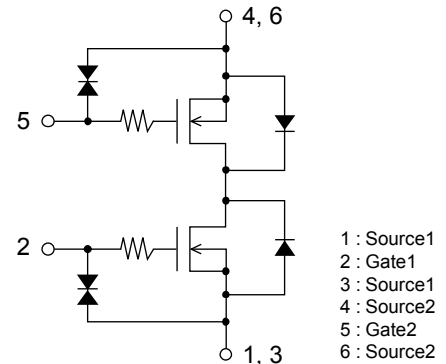 4, 6
5
2
1, 3
1 : Source1
2 : Gate1
3 : Source1
4 : Source2
5 : Gate2
6 : Source2